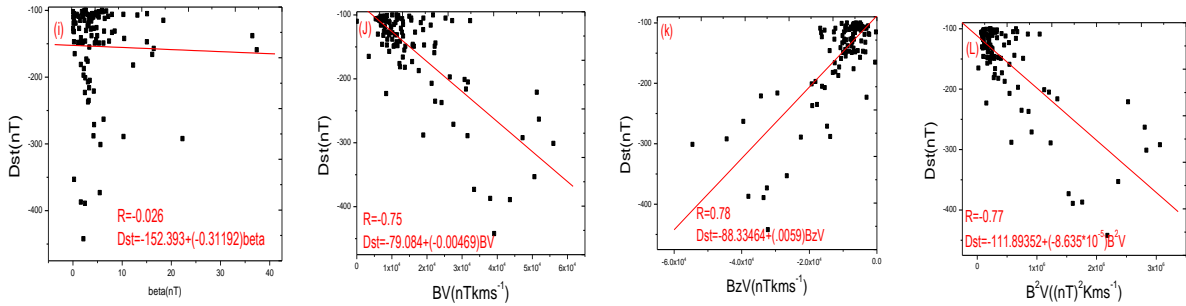 (i)
-100
-200
-300
-400
Dst(nT)
R=-0.026
Dst=-152.393+(-0.31192)beta
0 10 20 30 40
beta(nT)
(J)
-100
-200
-300
-400
Dst(nT)
R=-0.75
Dst=-79.084+(-0.00469)BV
0 1x10⁴ 2x10⁴ 3x10⁴ 4x10⁴ 5x10⁴ 6x10⁴
BV(nTkms⁻¹)
(k)
-100
-200
-300
-400
Dst(nT)
R=0.78
Dst=-88.33464+(.0059)BzV
-6.0x10⁴ -4.0x10⁴ -2.0x10⁴ 0.0
BzV(nTkms⁻¹)
(L)
-100
-200
-300
-400
Dst(nT)
R=-0.77
Dst=-111.89352+(-8.635*10⁻⁵)B²V
0 1x10⁶ 2x10⁶ 3x10⁶
B²V((nT)²Kms⁻¹)